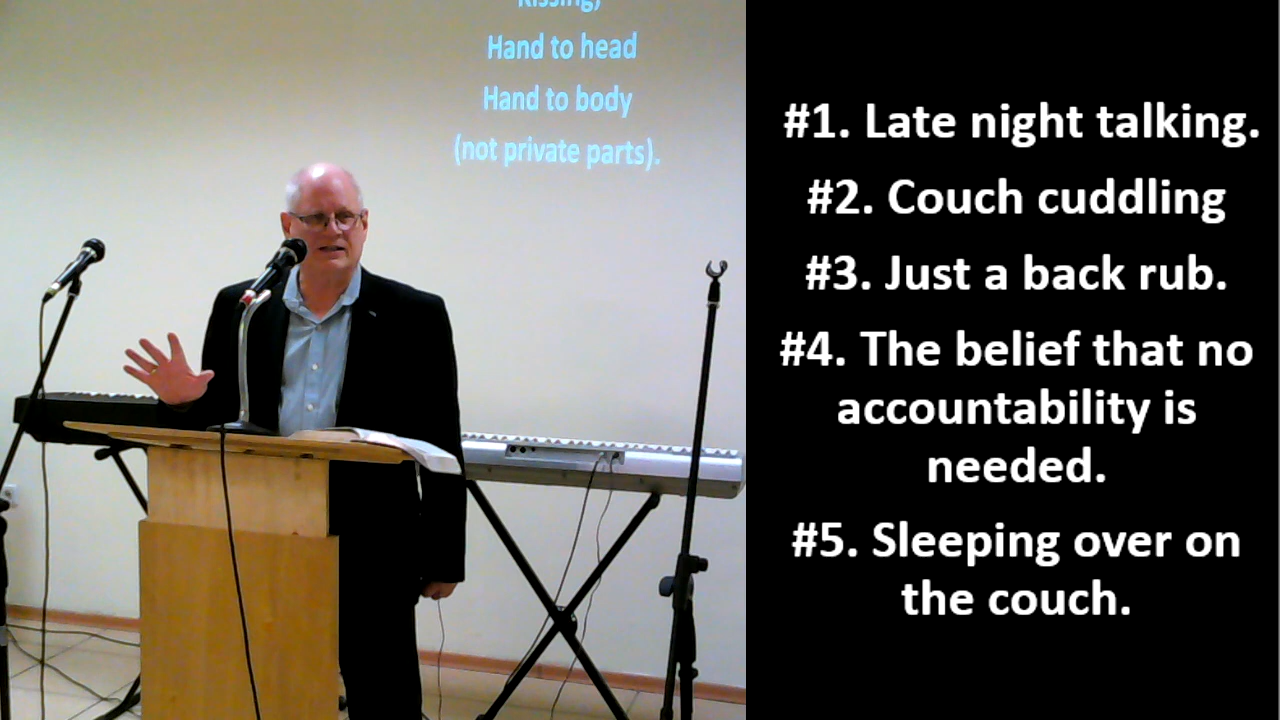 Kissing,
Hand to head
Hand to body
(not private parts).
#1. Late night talking.
#2. Couch cuddling
#3. Just a back rub.
#4. The belief that no
accountability is
needed.
#5. Sleeping over on
the couch.